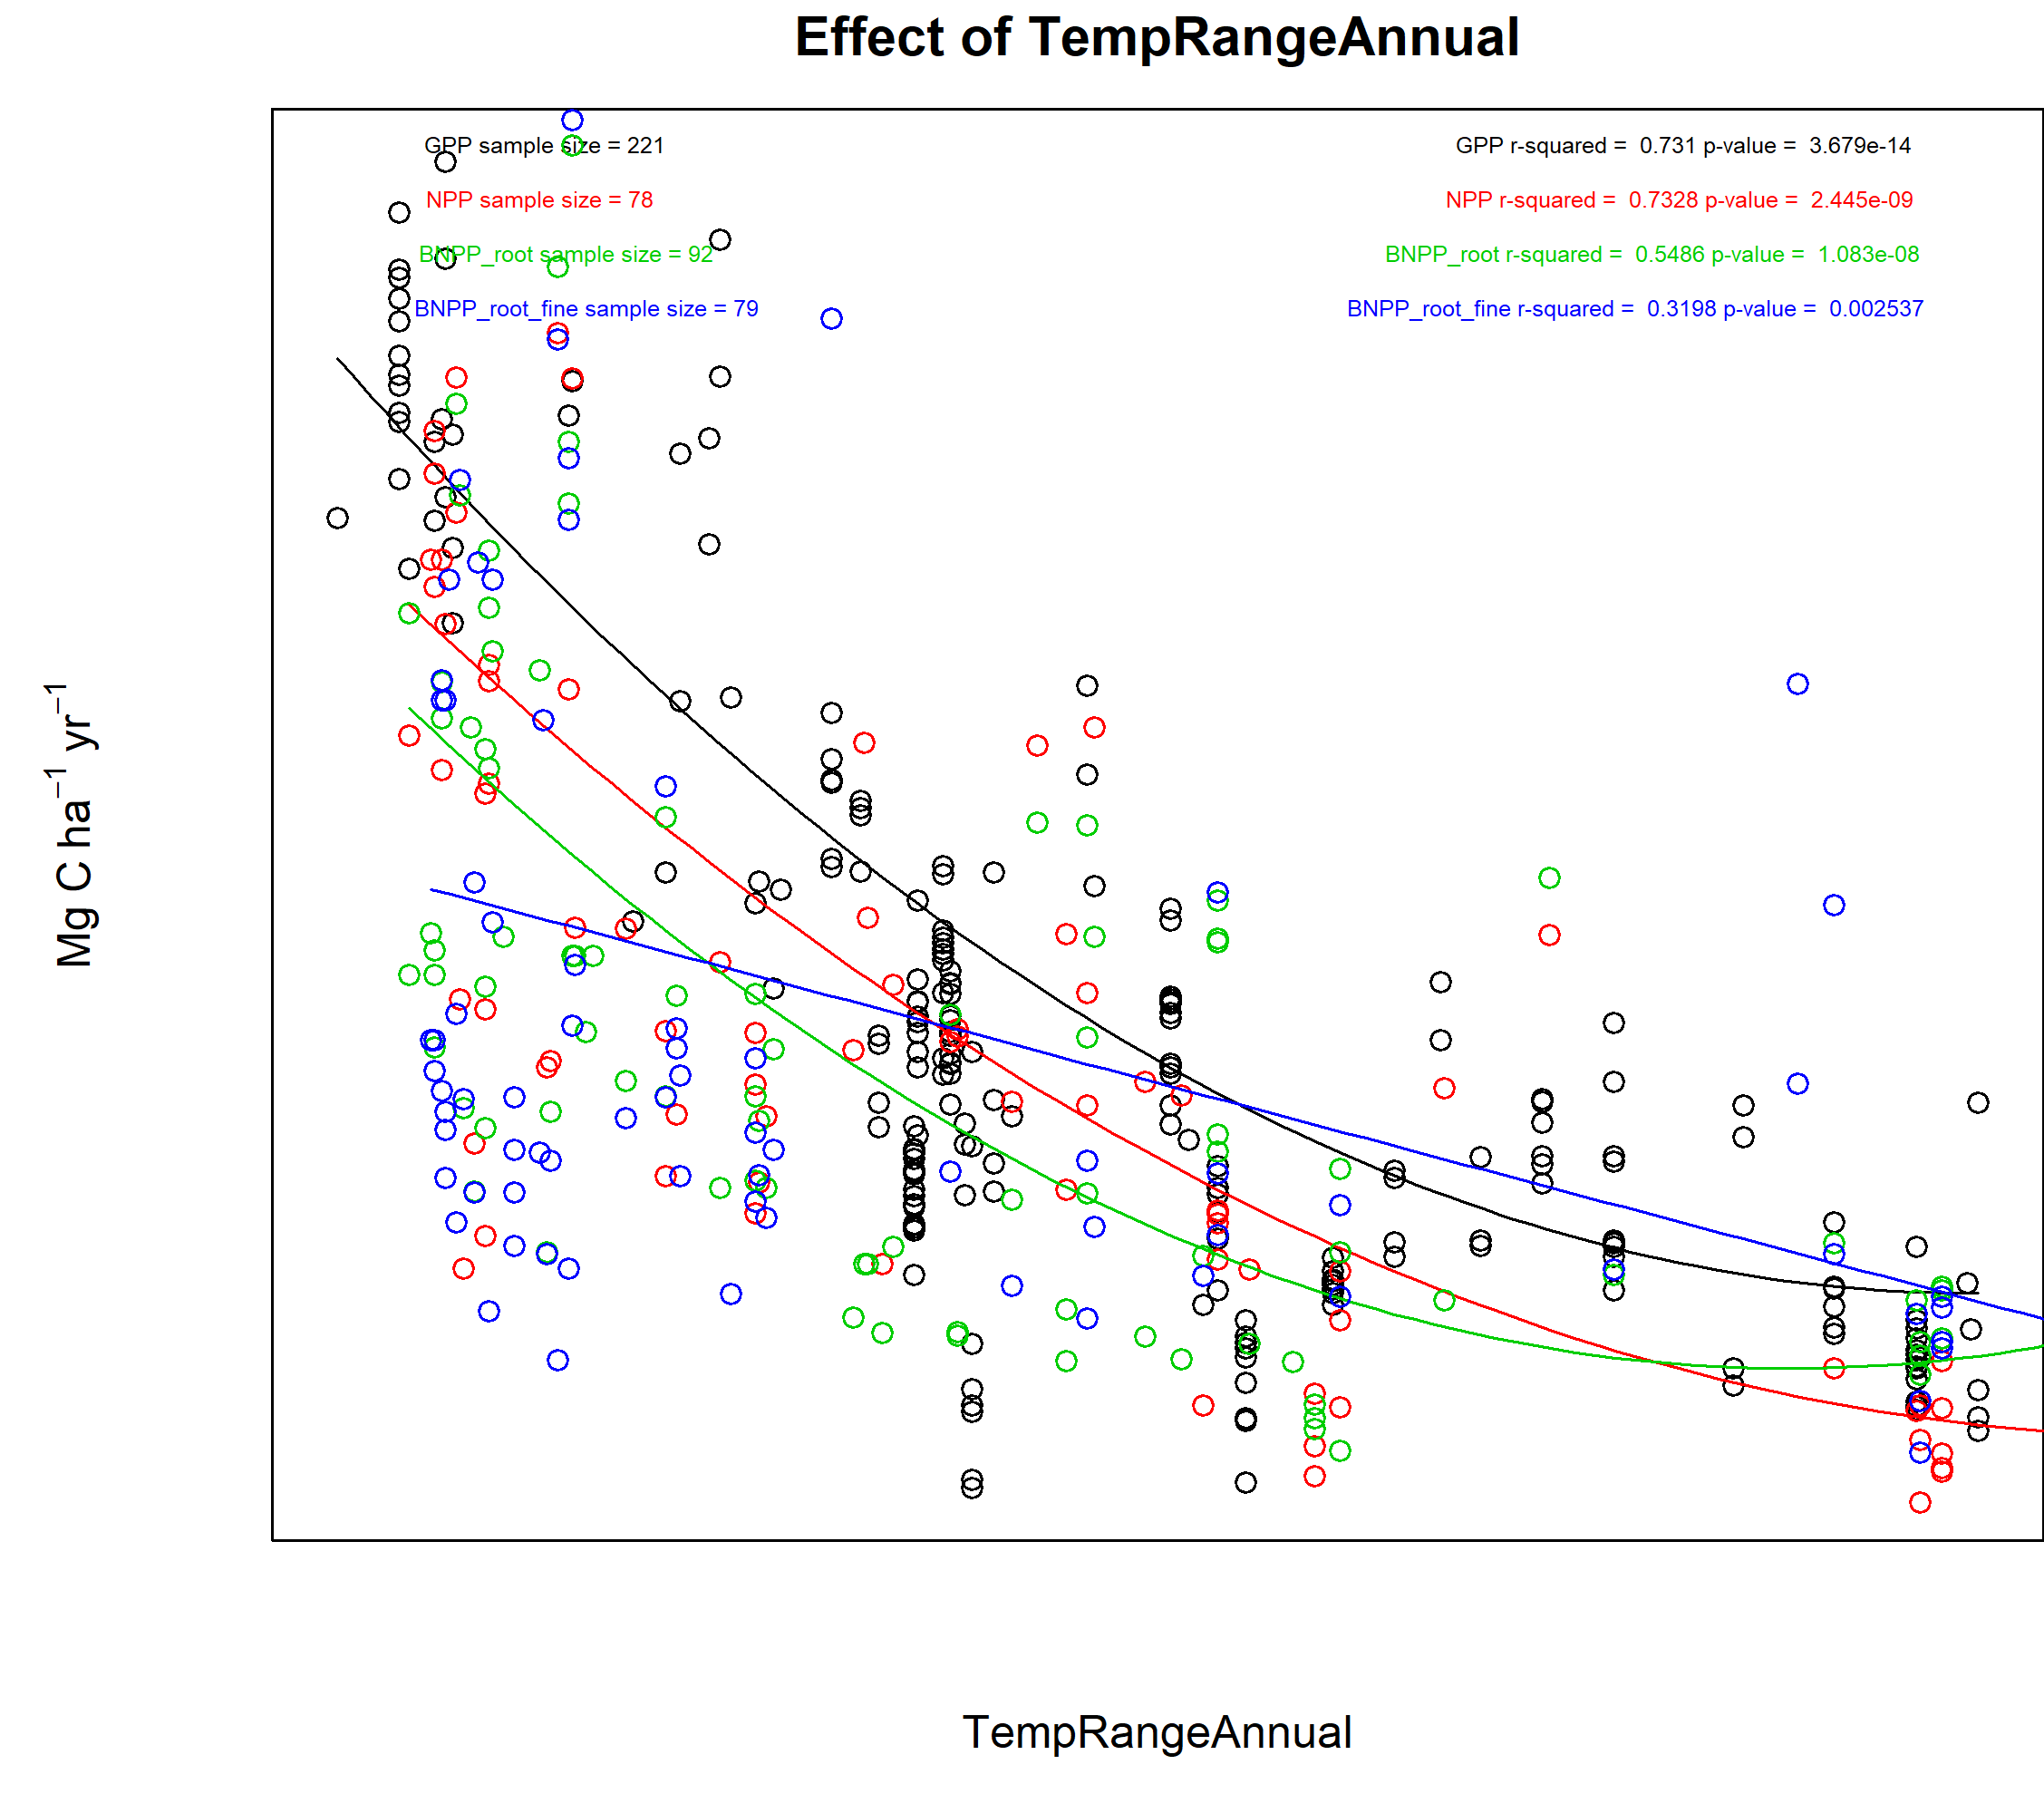 Effect of TempRangeAnnual
GPP sample size = 221
GPP r-squared =  0.731 p-value =  3.679e-14
NPP sample size = 78
NPP r-squared =  0.7328 p-value =  2.445e-09
BNPP_root sample size = 92
BNPP_root r-squared =  0.5486 p-value =  1.083e-08
BNPP_root_fine sample size = 79
BNPP_root_fine r-squared =  0.3198 p-value =  0.002537
Mg C ha⁻¹ yr⁻¹
TempRangeAnnual